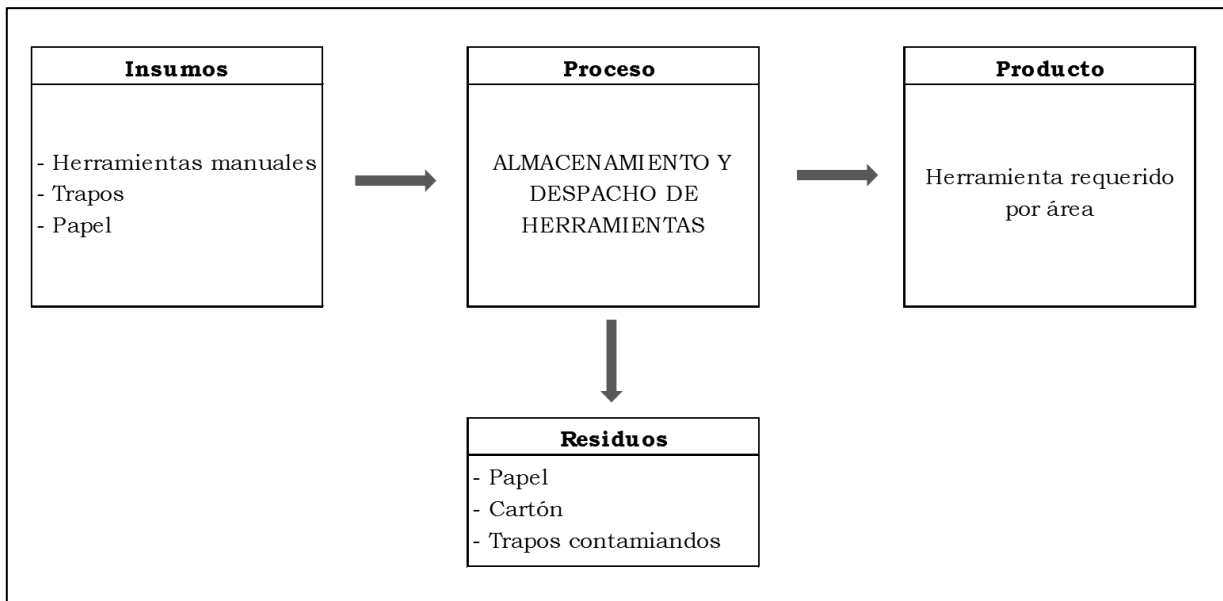 Insumos
- Herramientas manuales
- Trapos
- Papel
Proceso
ALMACENAMIENTO Y
DESPACHO DE
HERRAMIENTAS
Producto
Herramienta requerido
por área
Residuos
- Papel
- Cartón
- Trapos contamiandos